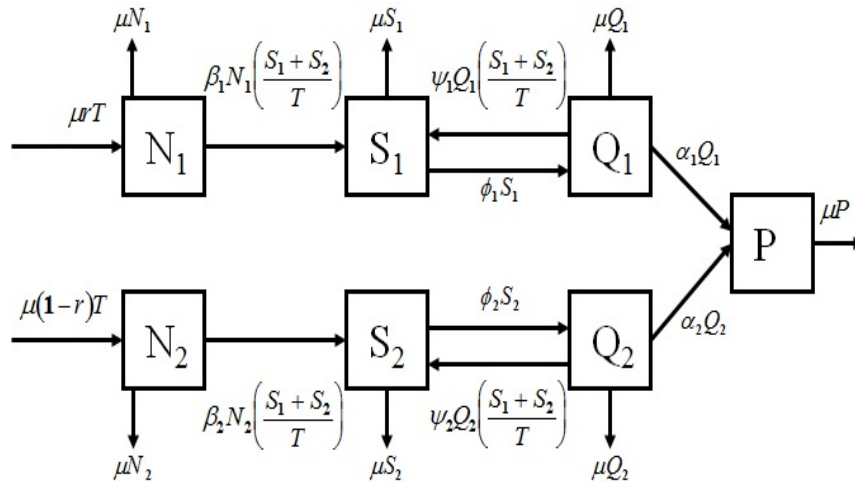 μN₁ μS₁ μQ₁
β₁N₁((S₁ + S₂)/T) ψ₁Q₁((S₁ + S₂)/T)
μrT
N₁ S₁ Q₁
ϕ₁S₁
α₁Q₁
P
μP
μ(1−r)T
ϕ₂S₂
α₂Q₂
N₂ S₂ Q₂
β₂N₂((S₁ + S₂)/T) ψ₂Q₂((S₁ + S₂)/T)
μN₂ μS₂ μQ₂